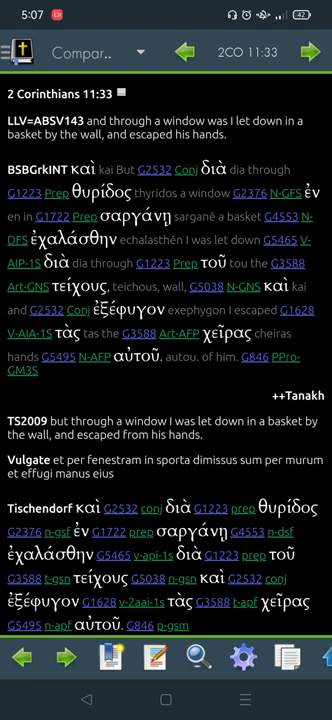 5:07
42
Compar..
2CO 11:33
2 Corinthians 11:33
LLV=ABSV143 and through a window was I let down in a
basket by the wall, and escaped his hands.
BSBGrkINT καὶ kai But G2532 Conj διὰ dia through
G1223 Prep θυρίδος thyridos a window G2376 N-GFS ἐν
en in G1722 Prep σαργάνῃ sarganē a basket G4553 N-
DFS ἐχαλάσθην echalasthēn I was let down G5465 V-
AIP-1S διὰ dia through G1223 Prep τοῦ tou the G3588
Art-GNS τείχους, teichous, wall, G5038 N-GNS καὶ kai
and G2532 Conj ἐξέφυγον exephygon I escaped G1628
V-AIA-1S τὰς tas the G3588 Art-AFP χεῖρας cheiras
hands G5495 N-AFP αὐτοῦ. autou. of him. G846 PPro-
GM3S
++Tanakh
TS2009 but through a window I was let down in a basket by
the wall, and escaped from his hands.
Vulgate et per fenestram in sporta dimissus sum per murum
et effugi manus eius
Tischendorf καὶ G2532 conj διὰ G1223 prep θυρίδος
G2376 n-gsf ἐν G1722 prep σαργάνῃ G4553 n-dsf
ἐχαλάσθην G5465 v-api-1s διὰ G1223 prep τοῦ
G3588 t-gsn τείχους G5038 n-gsn καὶ G2532 conj
ἐξέφυγον G1628 v-2aai-1s τὰς G3588 t-apf χεῖρας
G5495 n-apf αὐτοῦ. G846 p-gsm